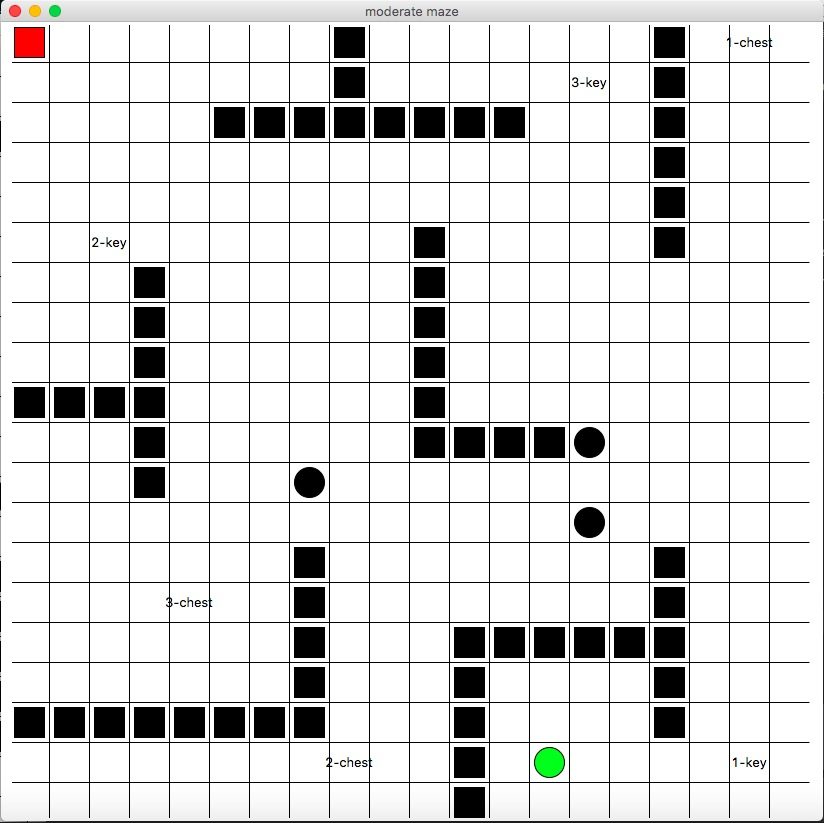 moderate maze
1-chest
3-key
2-key
3-chest
2-chest
1-key